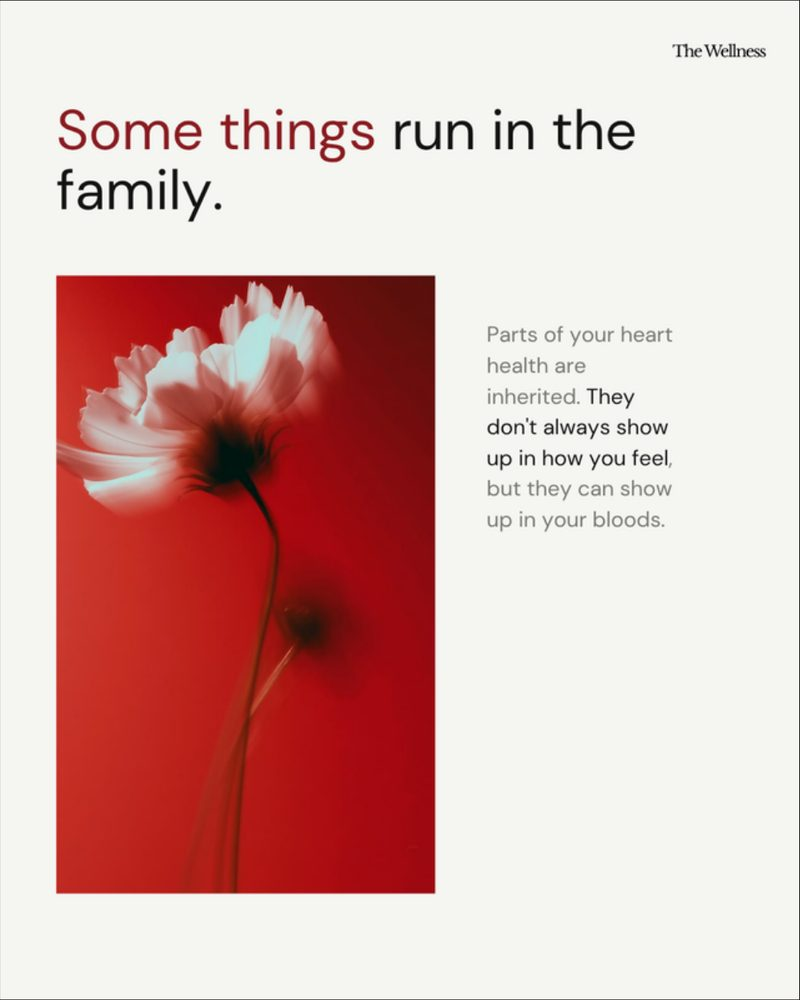 The Wellness
Some things run in the
family.
Parts of your heart
health are
inherited. They
don't always show
up in how you feel,
but they can show
up in your bloods.